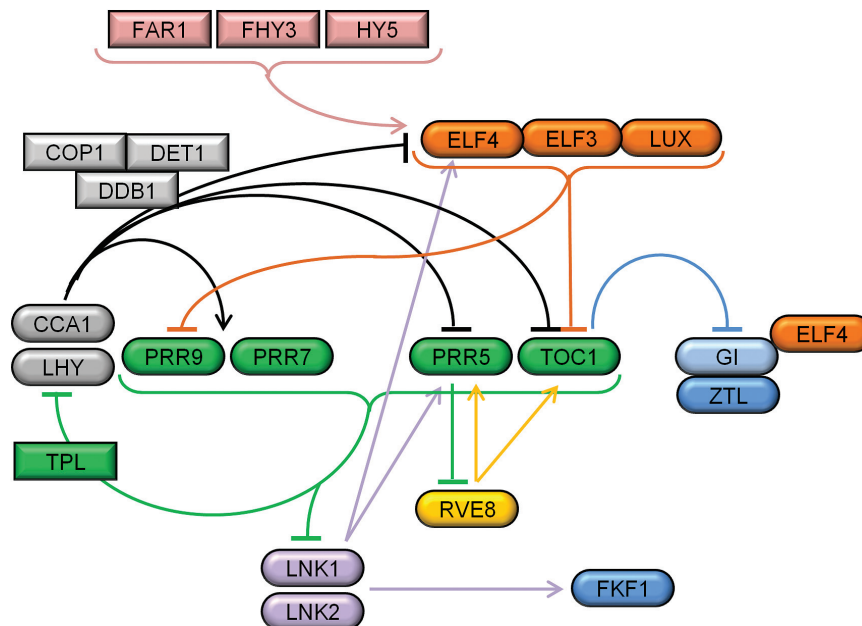 FAR1 FHY3 HY5
ELF4 ELF3 LUX
COP1 DET1
DDB1
CCA1
LHY
PRR9 PRR7 PRR5 TOC1
GI
ELF4
ZTL
TPL
RVE8
LNK1
LNK2
FKF1